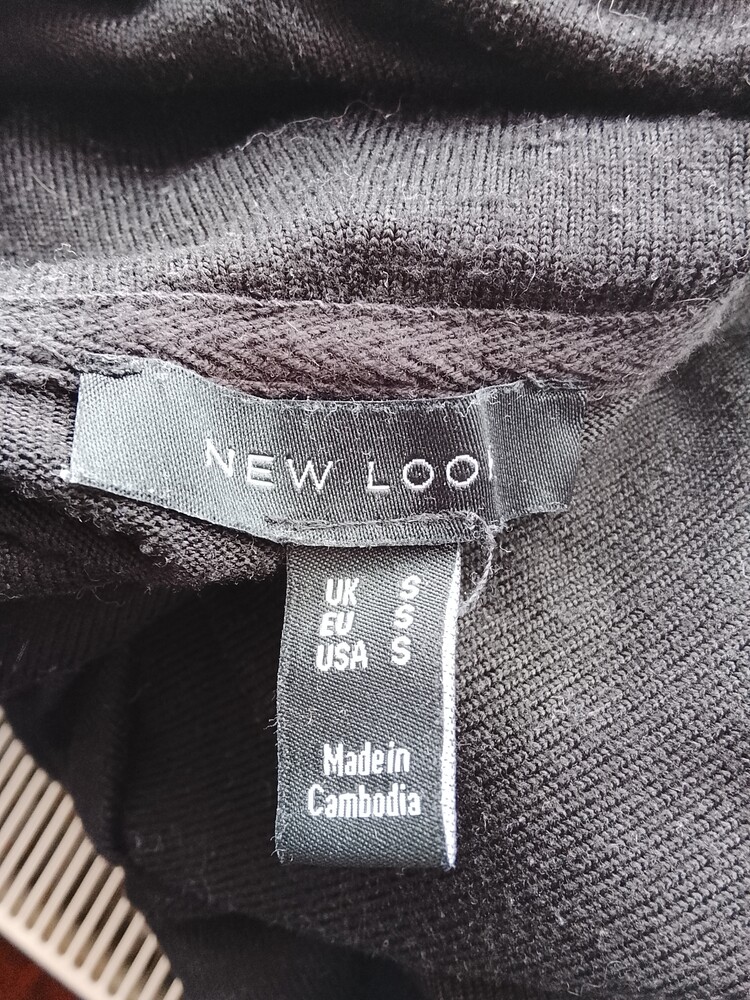 NEW LOO
UK S
EU S
USA S
Made in
Cambodia